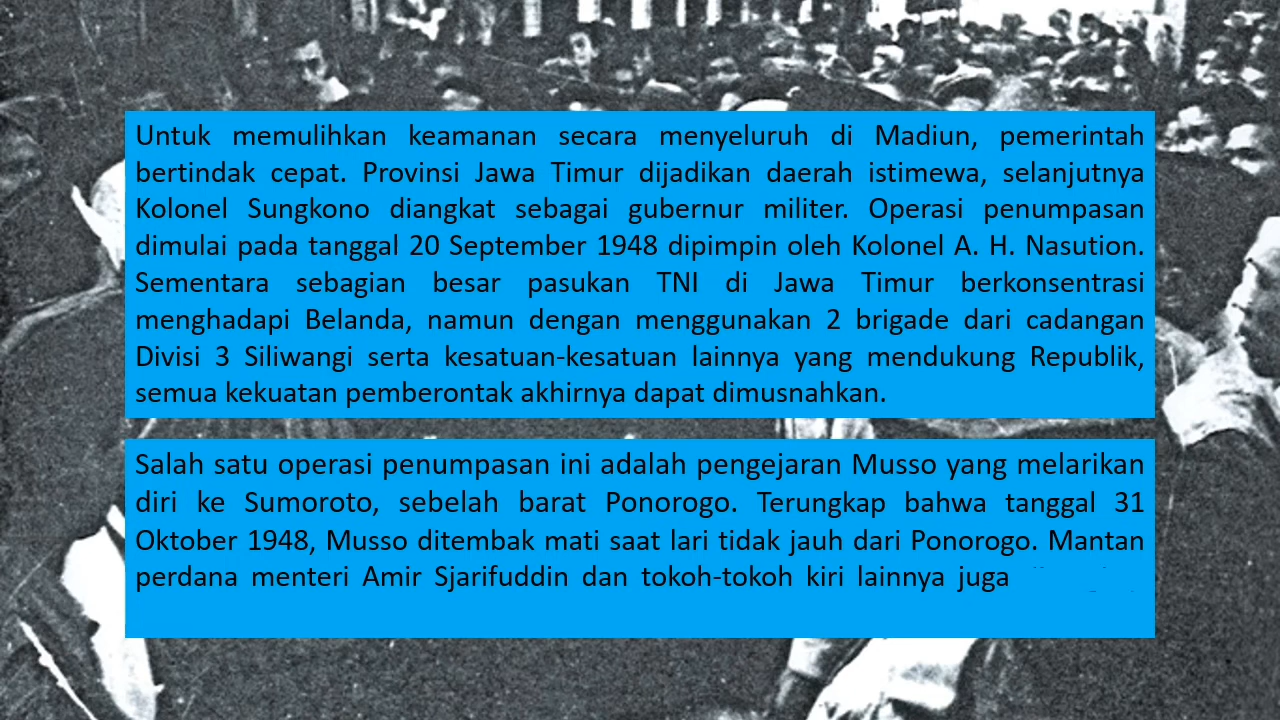 Untuk memulihkan keamanan secara menyeluruh di Madiun, pemerintah
bertindak cepat. Provinsi Jawa Timur dijadikan daerah istimewa, selanjutnya
Kolonel Sungkono diangkat sebagai gubernur militer. Operasi penumpasan
dimulai pada tanggal 20 September 1948 dipimpin oleh Kolonel A. H. Nasution.
Sementara sebagian besar pasukan TNI di Jawa Timur berkonsentrasi
menghadapi Belanda, namun dengan menggunakan 2 brigade dari cadangan
Divisi 3 Siliwangi serta kesatuan-kesatuan lainnya yang mendukung Republik,
semua kekuatan pemberontak akhirnya dapat dimusnahkan.
Salah satu operasi penumpasan ini adalah pengejaran Musso yang melarikan
diri ke Sumoroto, sebelah barat Ponorogo. Terungkap bahwa tanggal 31
Oktober 1948, Musso ditembak mati saat lari tidak jauh dari Ponorogo. Mantan
perdana menteri Amir Sjarifuddin dan tokoh-tokoh kiri lainnya juga